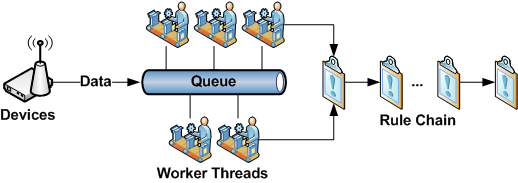 Data
Queue
Devices
...
Rule Chain
Worker Threads